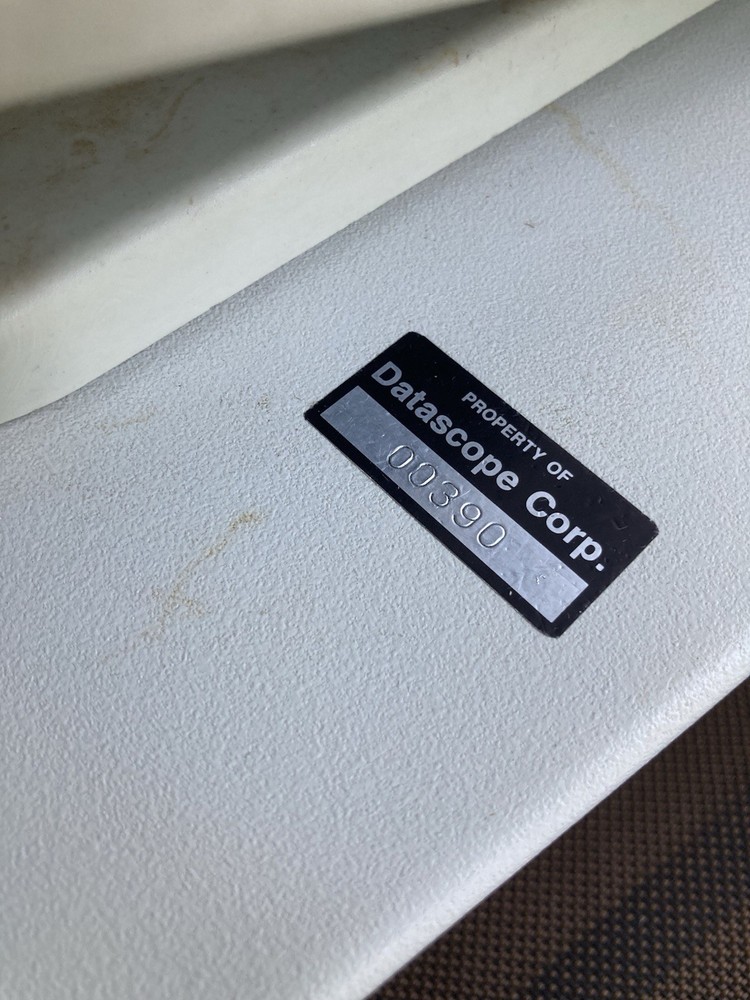 PROPERTY OF
Datascope Corp.
00390